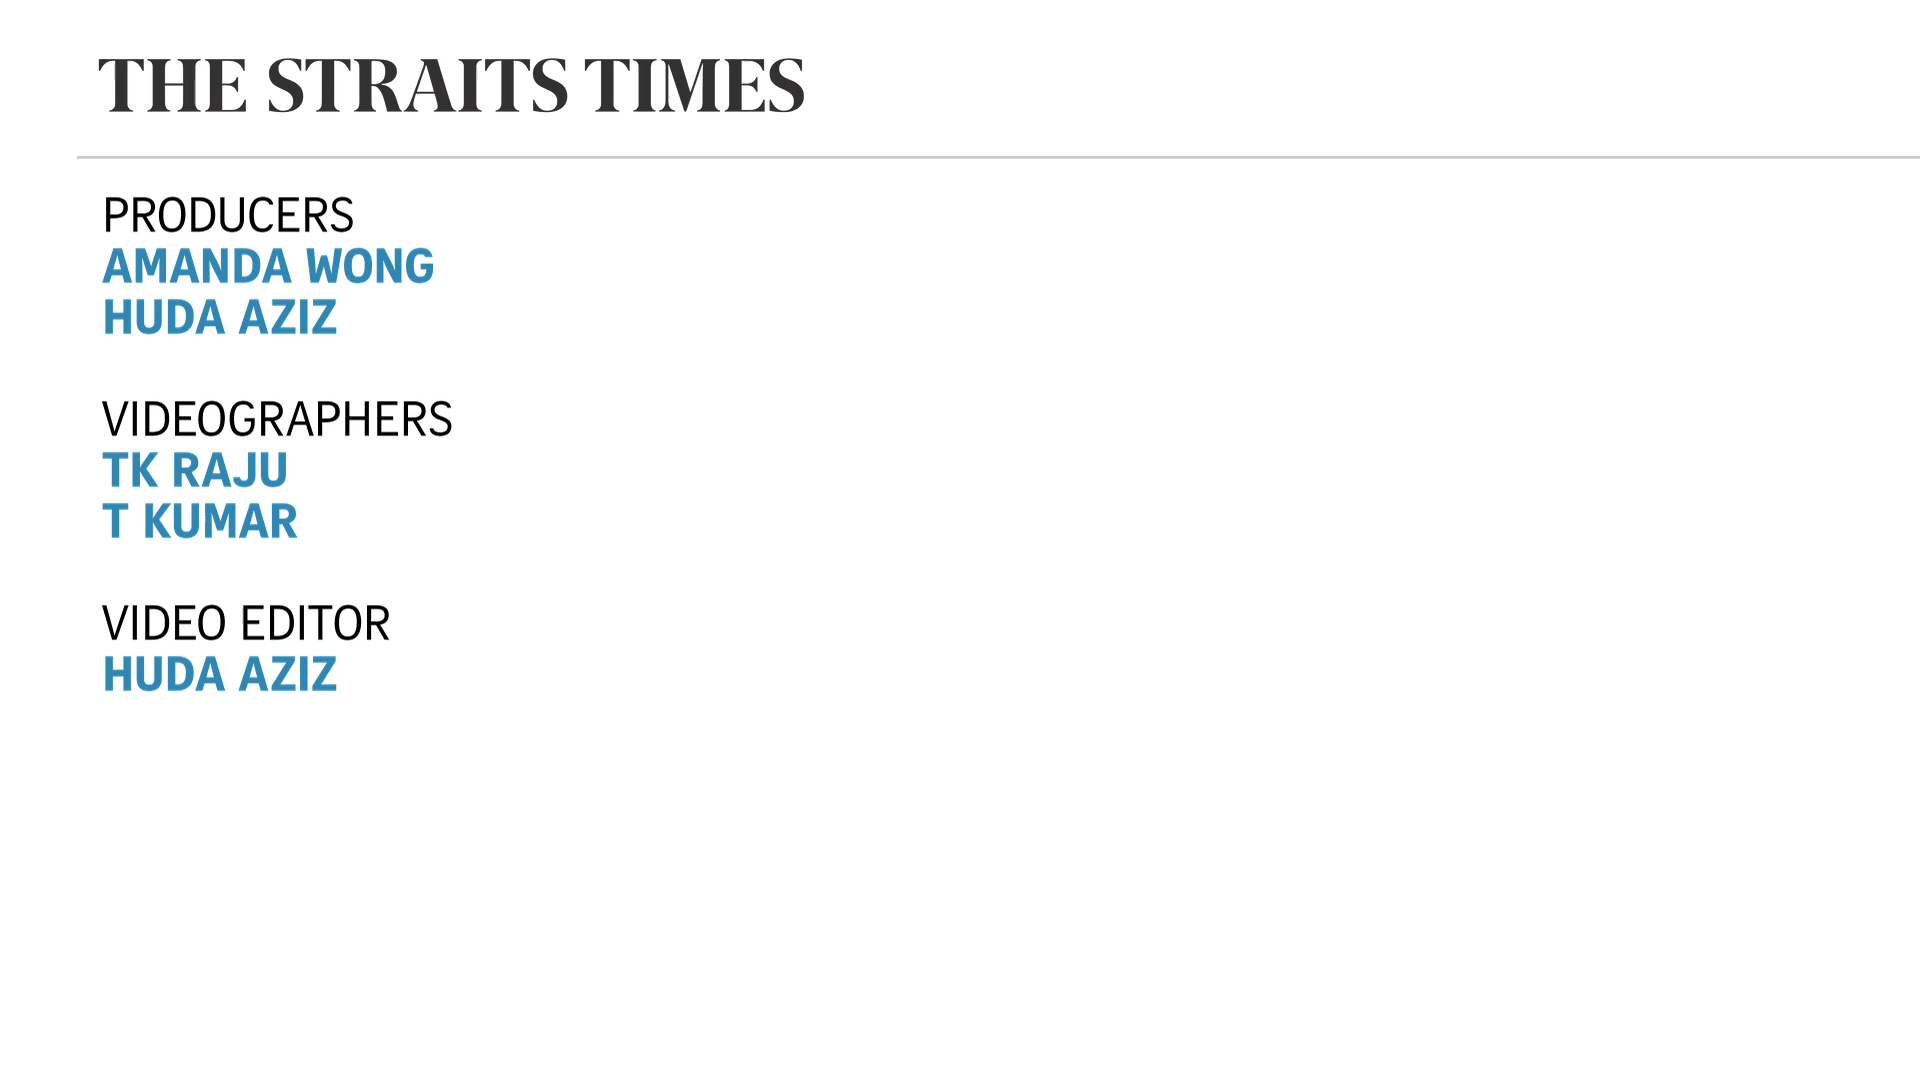 THE STRAITS TIMES
PRODUCERS
AMANDA WONG
HUDA AZIZ
VIDEOGRAPHERS
TK RAJU
T KUMAR
VIDEO EDITOR
HUDA AZIZ